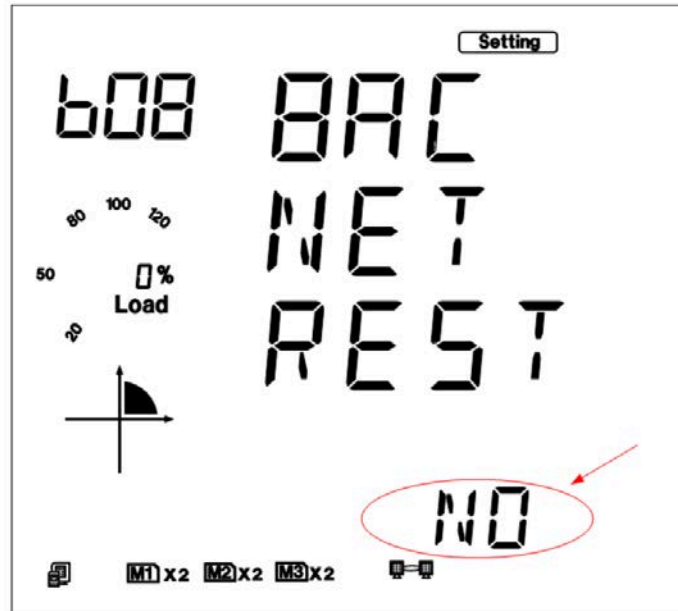 Setting
b08
BAC
NET
REST
80 100 120
50
0%
Load
20
NO
M1 X2 M2 X2 M3 X2